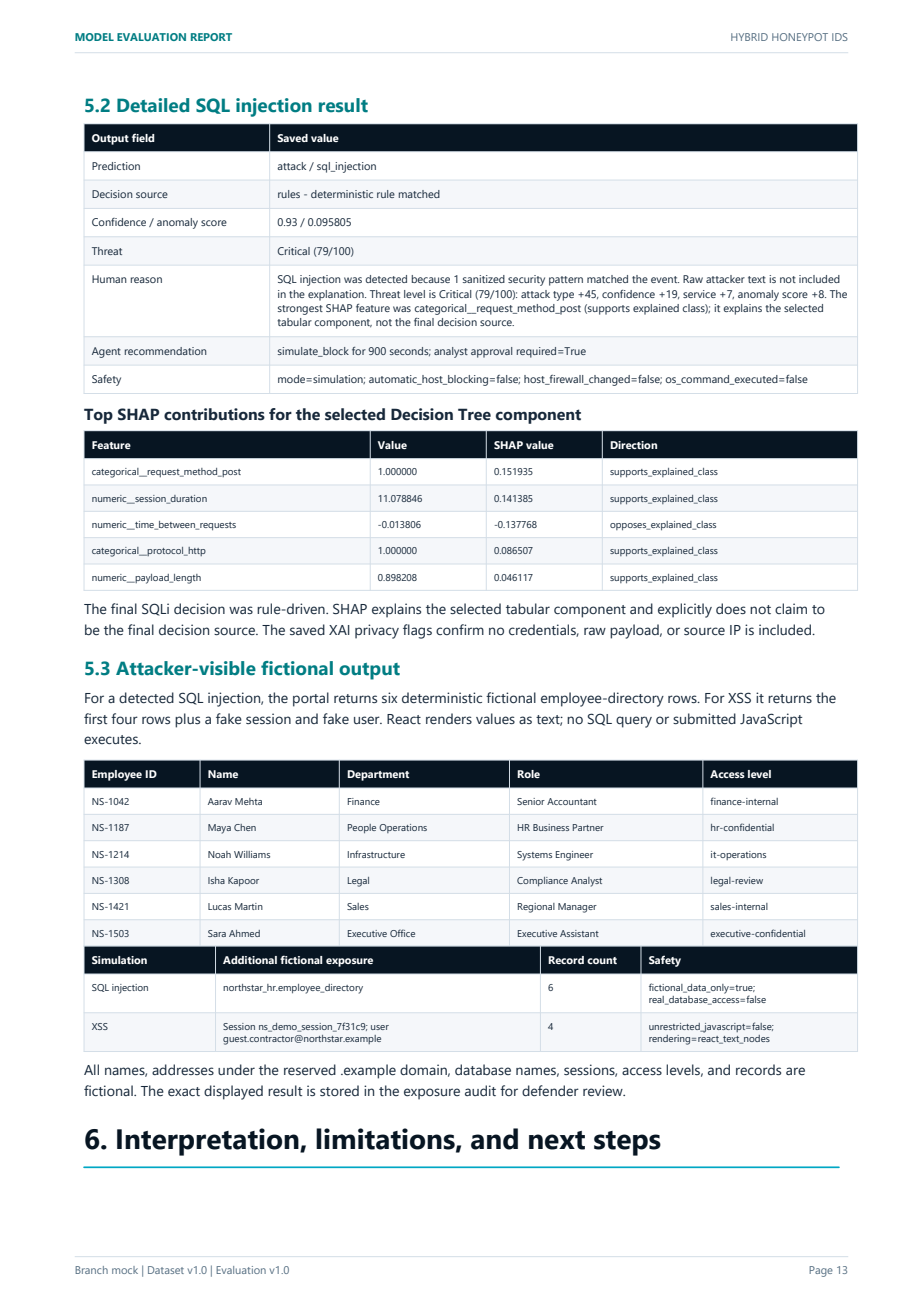 MODEL EVALUATION REPORT
HYBRID HONEYPOT IDS
5.2 Detailed SQL injection result
Output field Saved value
Prediction attack / sql_injection
Decision source rules - deterministic rule matched
Confidence / anomaly score 0.93 / 0.095805
Threat Critical (79/100)
Human reason SQL injection was detected because 1 sanitized security pattern matched the event. Raw attacker text is not included
in the explanation. Threat level is Critical (79/100): attack type +45, confidence +19, service +7, anomaly score +8. The
strongest SHAP feature was categorical__request_method_post (supports explained class); it explains the selected
tabular component, not the final decision source.
Agent recommendation simulate_block for 900 seconds; analyst approval required=True
Safety mode=simulation; automatic_host_blocking=false; host_firewall_changed=false; os_command_executed=false
Top SHAP contributions for the selected Decision Tree component
Feature Value SHAP value Direction
categorical__request_method_post 1.000000 0.151935 supports_explained_class
numeric__session_duration 11.078846 0.141385 supports_explained_class
numeric__time_between_requests -0.013806 -0.137768 opposes_explained_class
categorical__protocol_http 1.000000 0.086507 supports_explained_class
numeric__payload_length 0.898208 0.046117 supports_explained_class
The final SQLi decision was rule-driven. SHAP explains the selected tabular component and explicitly does not claim to
be the final decision source. The saved XAI privacy flags confirm no credentials, raw payload, or source IP is included.
5.3 Attacker-visible fictional output
For a detected SQL injection, the portal returns six deterministic fictional employee-directory rows. For XSS it returns the
first four rows plus a fake session and fake user. React renders values as text; no SQL query or submitted JavaScript
executes.
Employee ID Name Department Role Access level
NS-1042 Aarav Mehta Finance Senior Accountant finance-internal
NS-1187 Maya Chen People Operations HR Business Partner hr-confidential
NS-1214 Noah Williams Infrastructure Systems Engineer it-operations
NS-1308 Isha Kapoor Legal Compliance Analyst legal-review
NS-1421 Lucas Martin Sales Regional Manager sales-internal
NS-1503 Sara Ahmed Executive Office Executive Assistant executive-confidential
Simulation Additional fictional exposure Record count Safety
SQL injection northstar_hr.employee_directory 6 fictional_data_only=true;
real_database_access=false
XSS Session ns_demo_session_7f31c9; user 4 unrestricted_javascript=false;
guest.contractor@northstar.example rendering=react_text_nodes
All names, addresses under the reserved .example domain, database names, sessions, access levels, and records are
fictional. The exact displayed result is stored in the exposure audit for defender review.
6. Interpretation, limitations, and next steps
Branch mock | Dataset v1.0 | Evaluation v1.0
Page 13